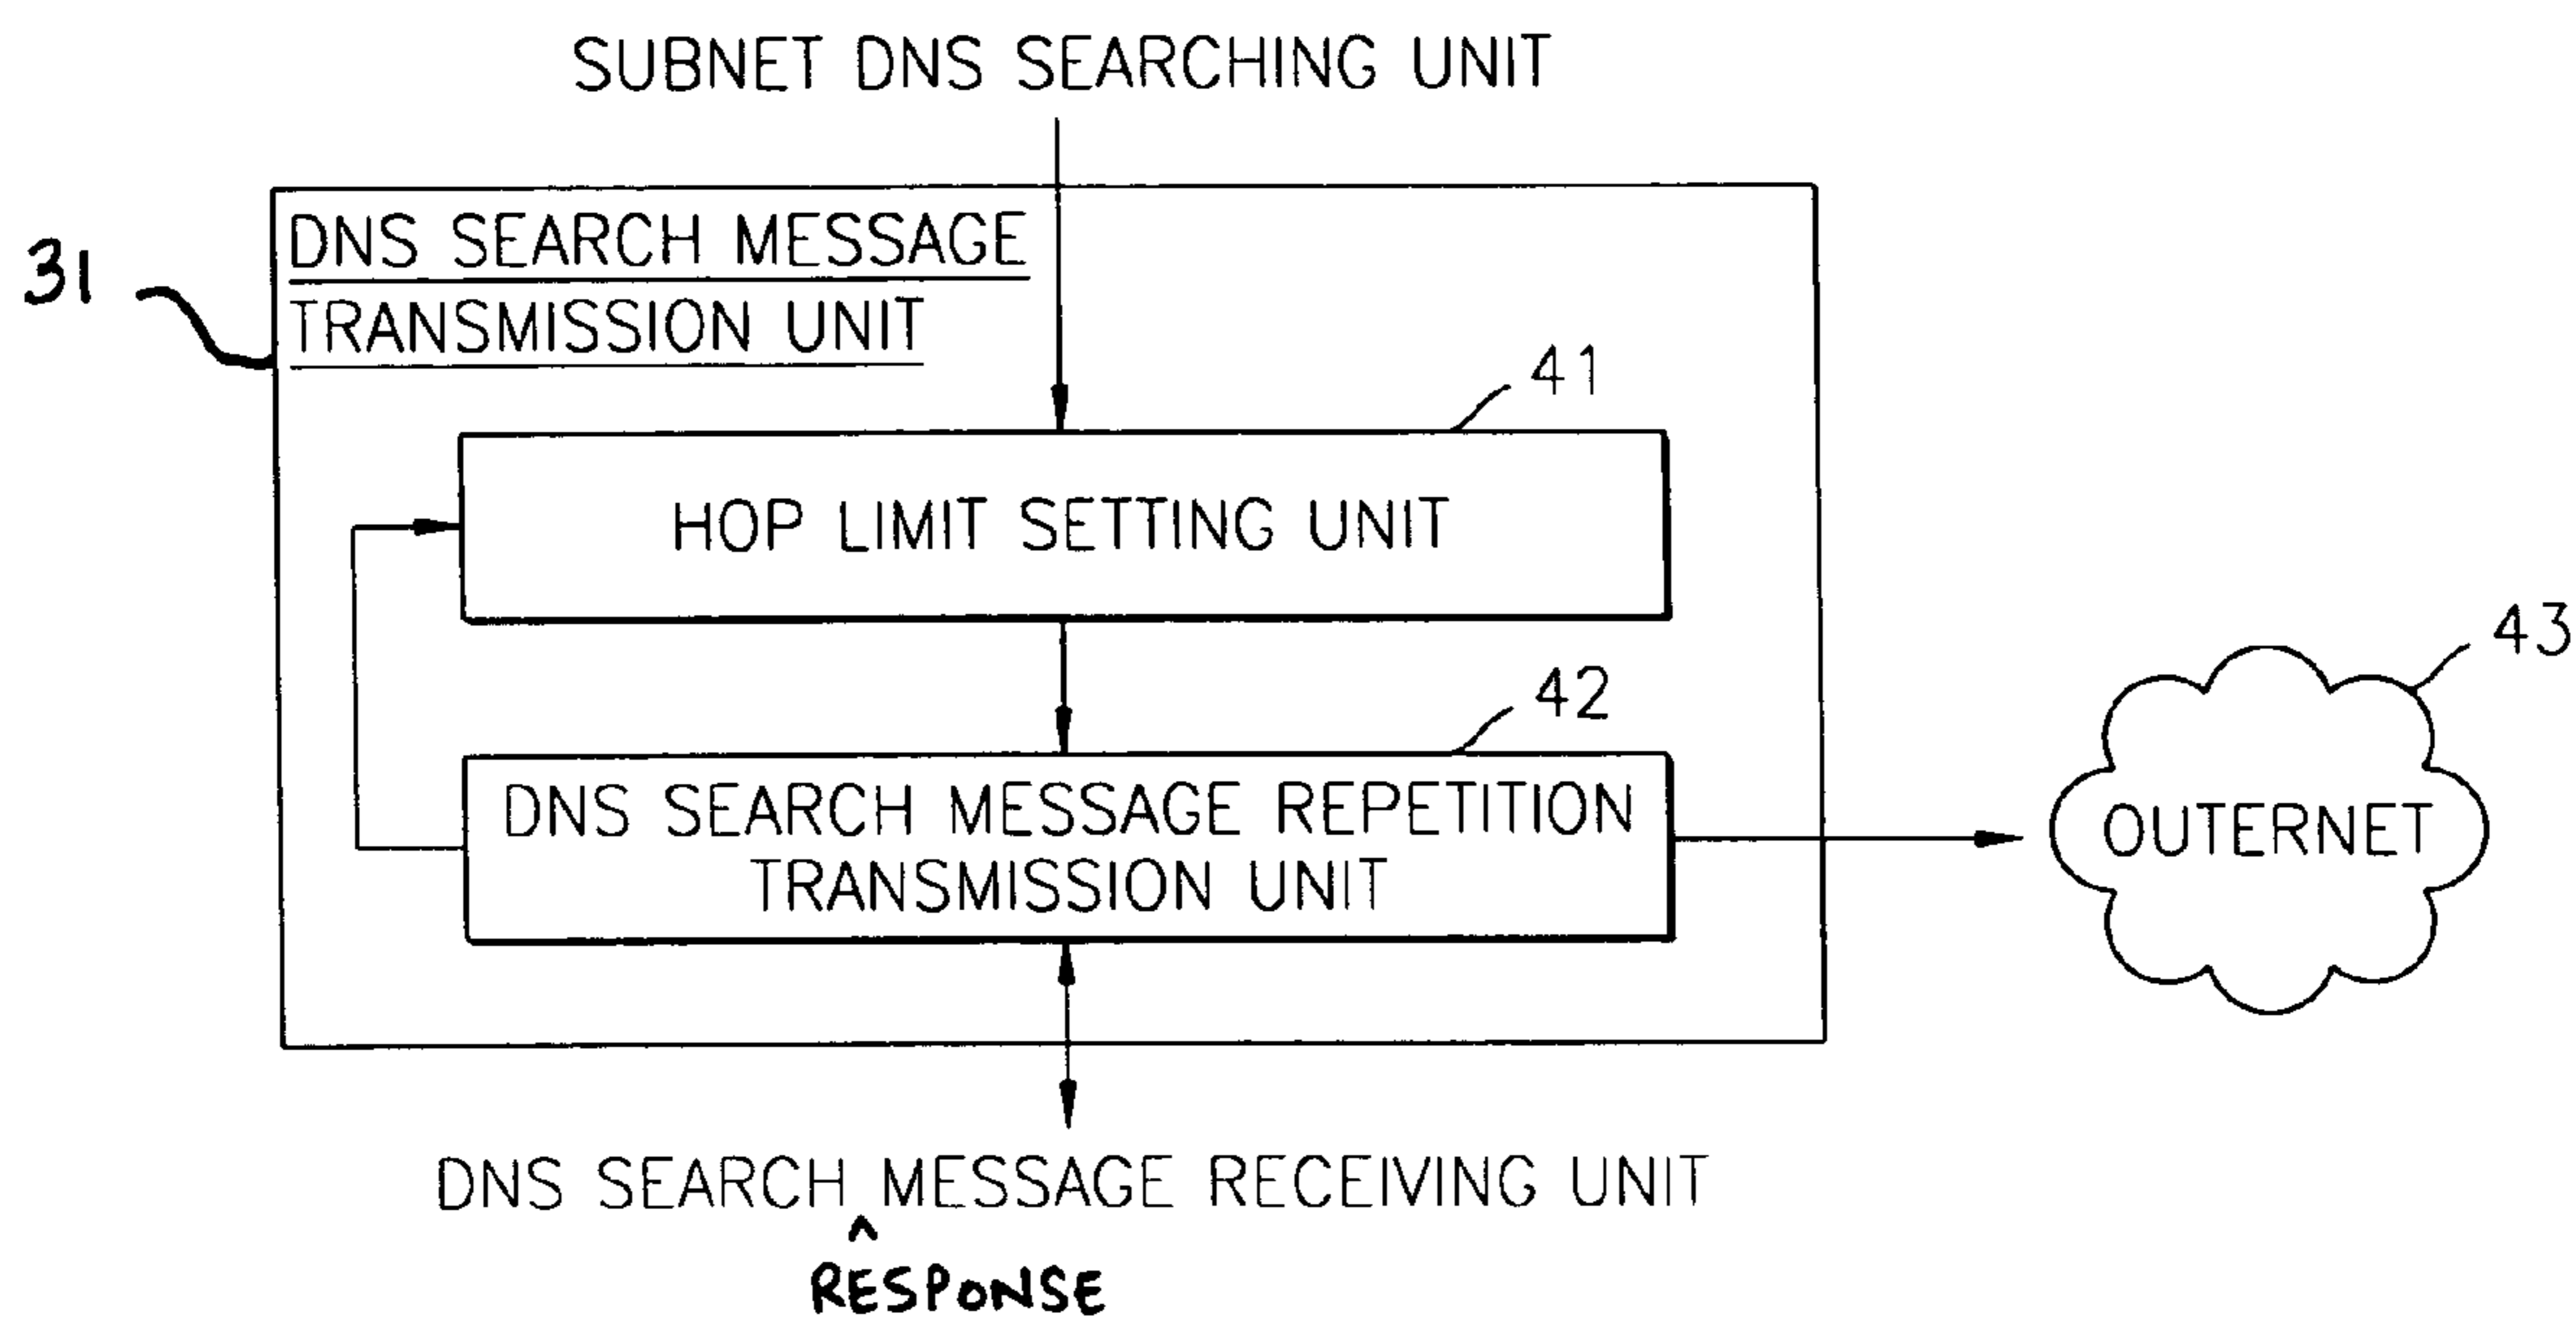 SUBNET DNS SEARCHING UNIT
DNS SEARCH MESSAGE
TRANSMISSION UNIT
31
41
HOP LIMIT SETTING UNIT
42
DNS SEARCH MESSAGE REPETITION
TRANSMISSION UNIT
43
OUTERNET
DNS SEARCH ^ MESSAGE RECEIVING UNIT
RESPONSE